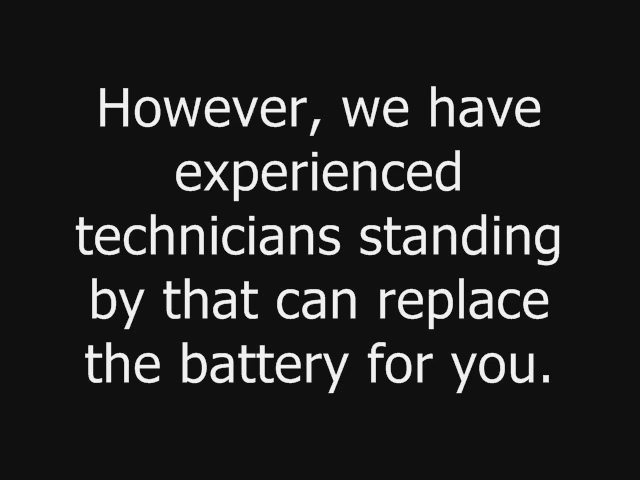 However, we have
experienced
technicians standing
by that can replace
the battery for you.